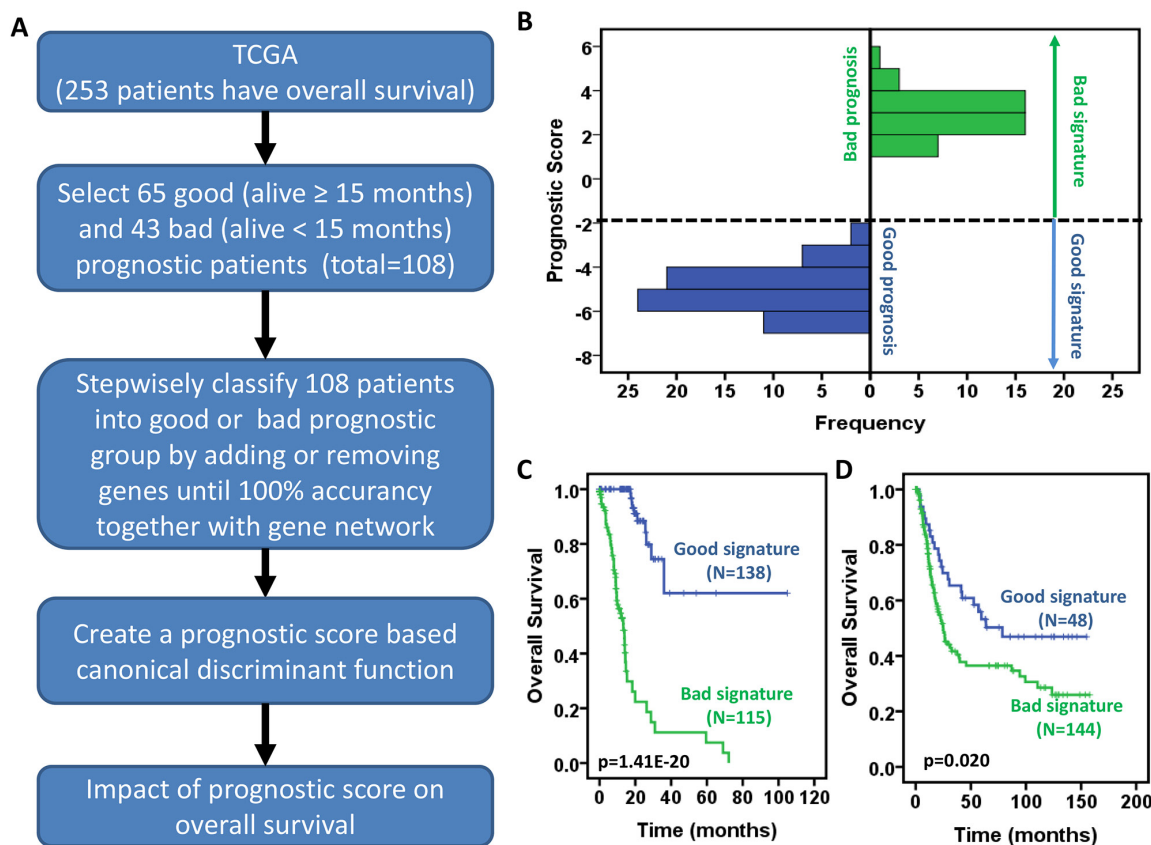 A
TCGA
(253 patients have overall survival)
Select 65 good (alive ≥ 15 months)
and 43 bad (alive < 15 months)
prognostic patients (total=108)
Stepwisely classify 108 patients
into good or bad prognostic
group by adding or removing
genes until 100% accurancy
together with gene network
Create a prognostic score based
canonical discriminant function
Impact of prognostic score on
overall survival
B
Prognostic Score
6
4
2
0
-2
-4
-6
-8
Bad prognosis
Good prognosis
Bad signature
Good signature
25 20 15 10 5 0 5 10 15 20 25
Frequency
C
Overall Survival
1.0
0.8
0.6
0.4
0.2
0.0
Good signature
(N=138)
Bad signature
(N=115)
p=1.41E-20
0 20 40 60 80 100 120
Time (months)
D
Overall Survival
1.0
0.8
0.6
0.4
0.2
0.0
Good signature
(N=48)
Bad signature
(N=144)
p=0.020
0 50 100 150 200
Time (months)